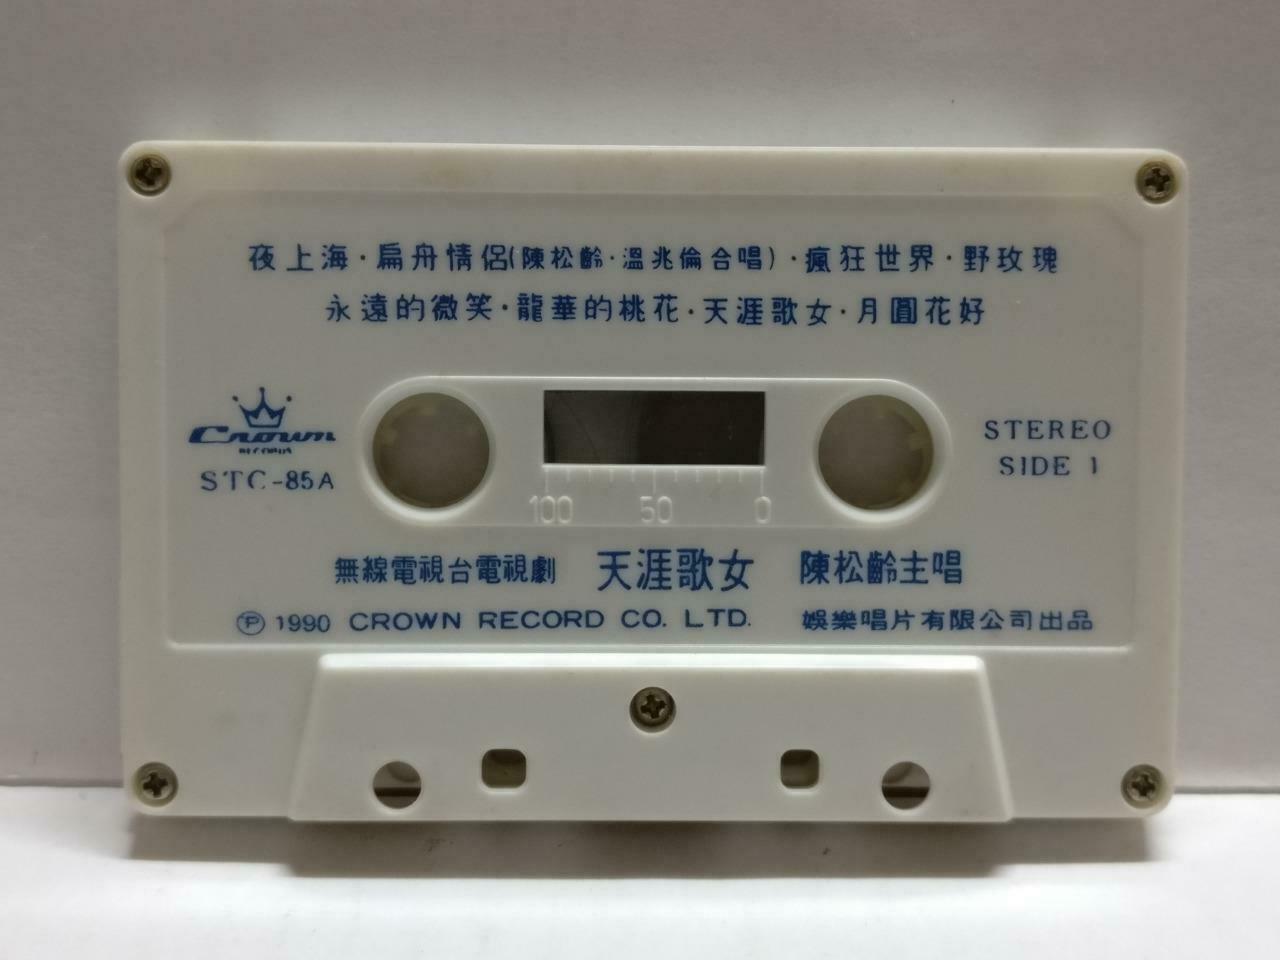 夜上海·扁舟情侶(陳松齡·溫兆倫合唱)·瘋狂世界·野玫瑰
永遠的微笑·龍華的桃花·天涯歌女·月圓花好
Crown
RECORDS
STC-85A
STEREO
SIDE 1
100 50 0
無線電視台電視劇 天涯歌女 陳松齡主唱
Ⓟ 1990 CROWN RECORD CO. LTD. 娛樂唱片有限公司出品